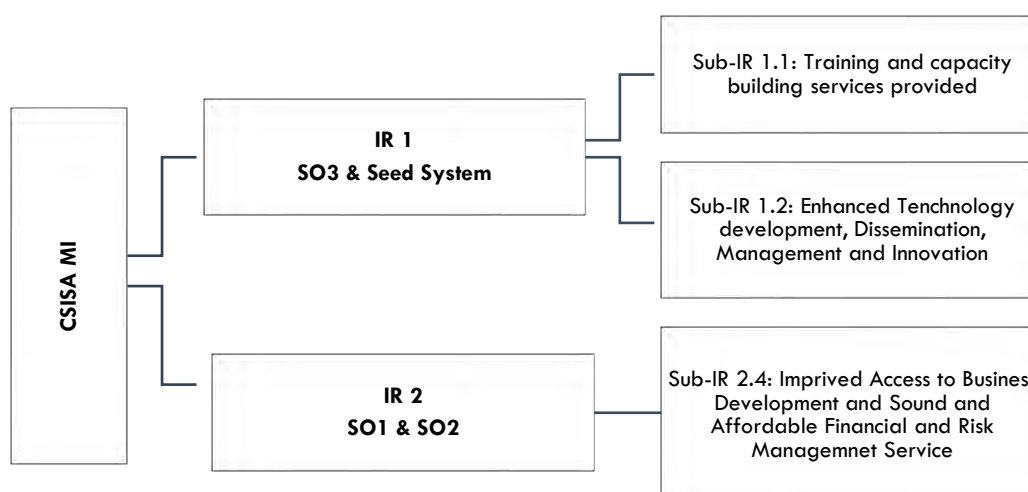 CSISA MI
IR 1
SO3 & Seed System
Sub-IR 1.1: Training and capacity
building services provided
Sub-IR 1.2: Enhanced Tenchnology
development, Dissemination,
Management and Innovation
IR 2
SO1 & SO2
Sub-IR 2.4: Imprived Access to Busines
Development and Sound and
Affordable Financial and Risk
Managemnet Service